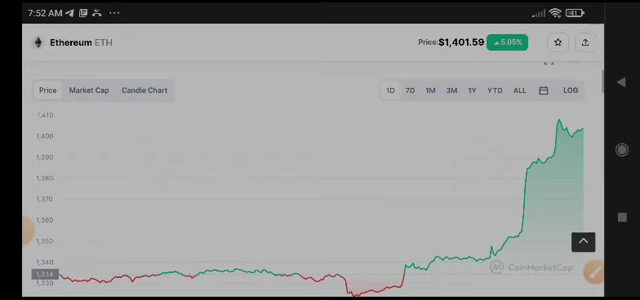 7:52 AM
Ethereum ETH
Price:$1,401.59 ▲5.05%
Price Market Cap Candle Chart
1D 7D 1M 3M 1Y YTD ALL LOG
1,410
1,400
1,390
1,380
1,370
1,360
1,350
1,340
1,334
1,330
CoinMarketCap